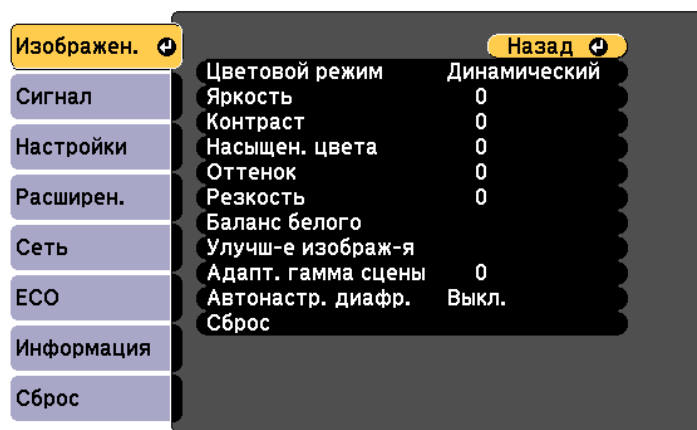 Изображен.
Сигнал
Настройки
Расширен.
Сеть
ECO
Информация
Сброс
Назад
Цветовой режим Динамический
Яркость 0
Контраст 0
Насыщен. цвета 0
Оттенок 0
Резкость 0
Баланс белого
Улучш-е изображ-я
Адапт. гамма сцены 0
Автонастр. диафр. Выкл.
Сброс